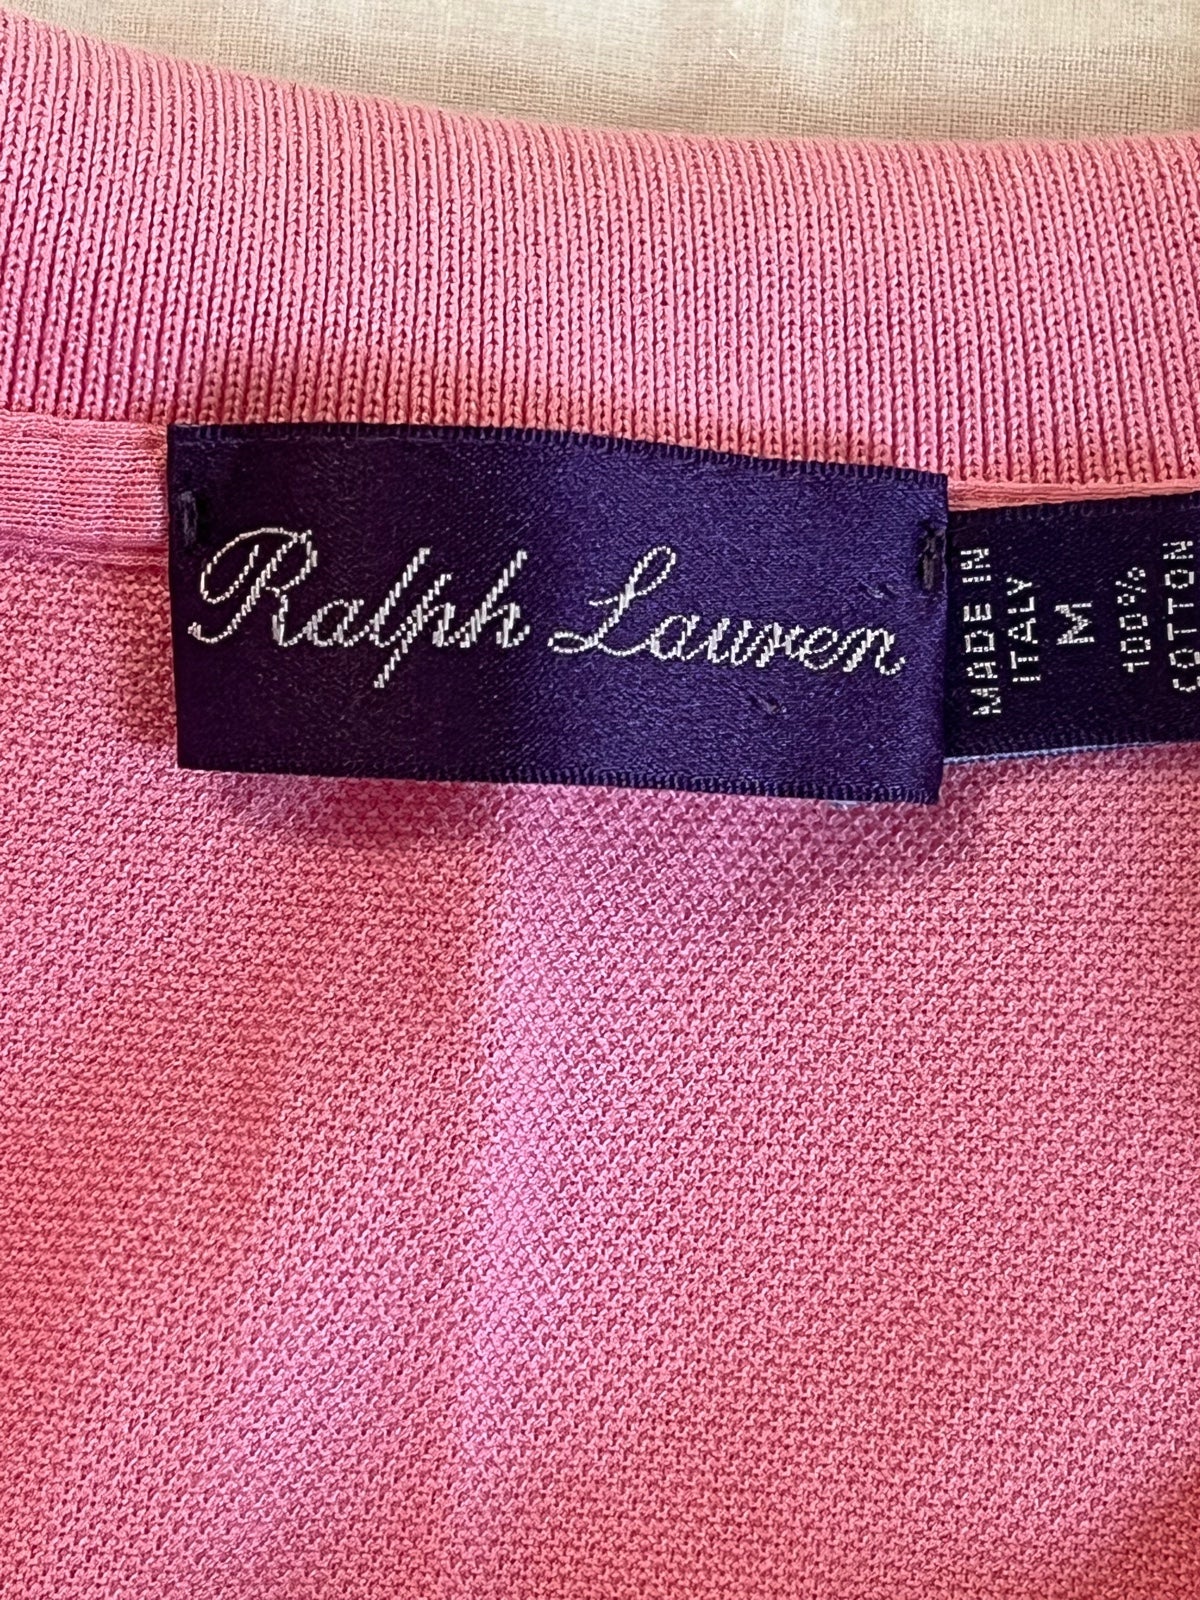 Ralph Lauren
MADE IN
ITALY
M
100%
COTTON